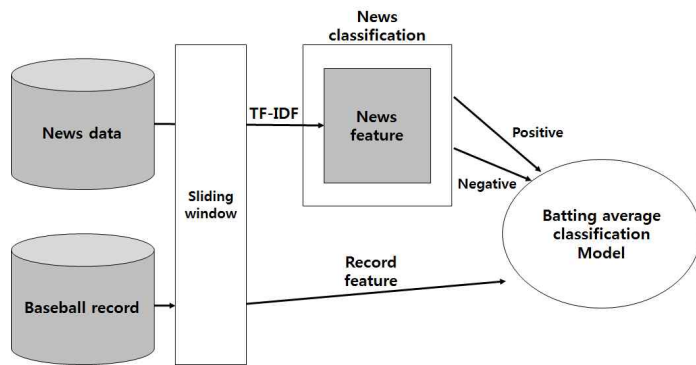 News
classification
News data
TF-IDF
News
feature
Positive
Negative
Sliding
window
Batting average
classification
Model
Record
feature
Baseball record